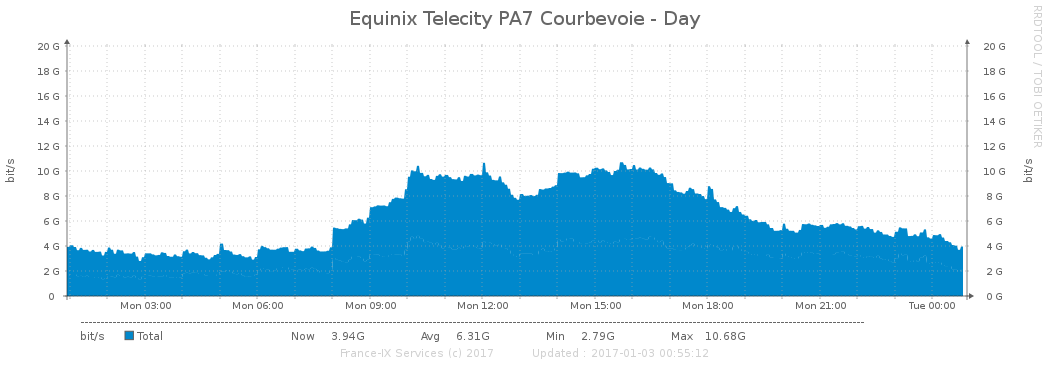 Equinix Telecity PA7 Courbevoie - Day
RRDTOOL / TOBI OETIKER
20 G 20 G
18 G 18 G
16 G 16 G
14 G 14 G
12 G 12 G
10 G 10 G
8 G 8 G
6 G 6 G
4 G 4 G
2 G 2 G
0 0 G
bit/s
bit/s
Mon 03:00 Mon 06:00 Mon 09:00 Mon 12:00 Mon 15:00 Mon 18:00 Mon 21:00 Tue 00:00
bit/s Total Now 3.94G Avg 6.31G Min 2.79G Max 10.68G
France-IX Services (c) 2017 Updated : 2017-01-03 00:55:12